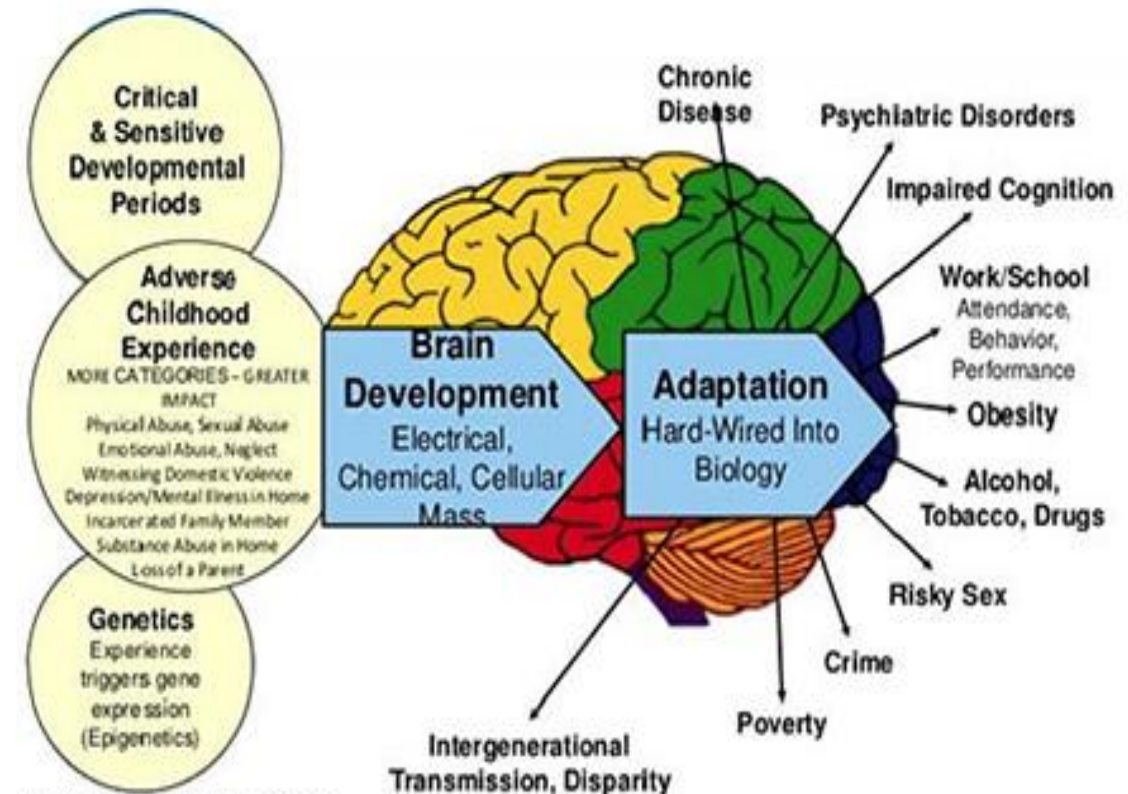 Critical
& Sensitive
Developmental
Periods
Adverse
Childhood
Experience
MORE CATEGORIES – GREATER
IMPACT
Physical Abuse, Sexual Abuse
Emotional Abuse, Neglect
Witnessing Domestic Violence
Depression/Mental Illness in Home
Incarcerated Family Member
Substance Abuse in Home
Loss of a Parent
Genetics
Experience
triggers gene
expression
(Epigenetics)
Brain
Development
Electrical,
Chemical, Cellular
Mass
Adaptation
Hard-Wired Into
Biology
Chronic
Disease
Psychiatric Disorders
Impaired Cognition
Work/School
Attendance,
Behavior,
Performance
Obesity
Alcohol,
Tobacco, Drugs
Risky Sex
Crime
Poverty
Intergenerational
Transmission, Disparity